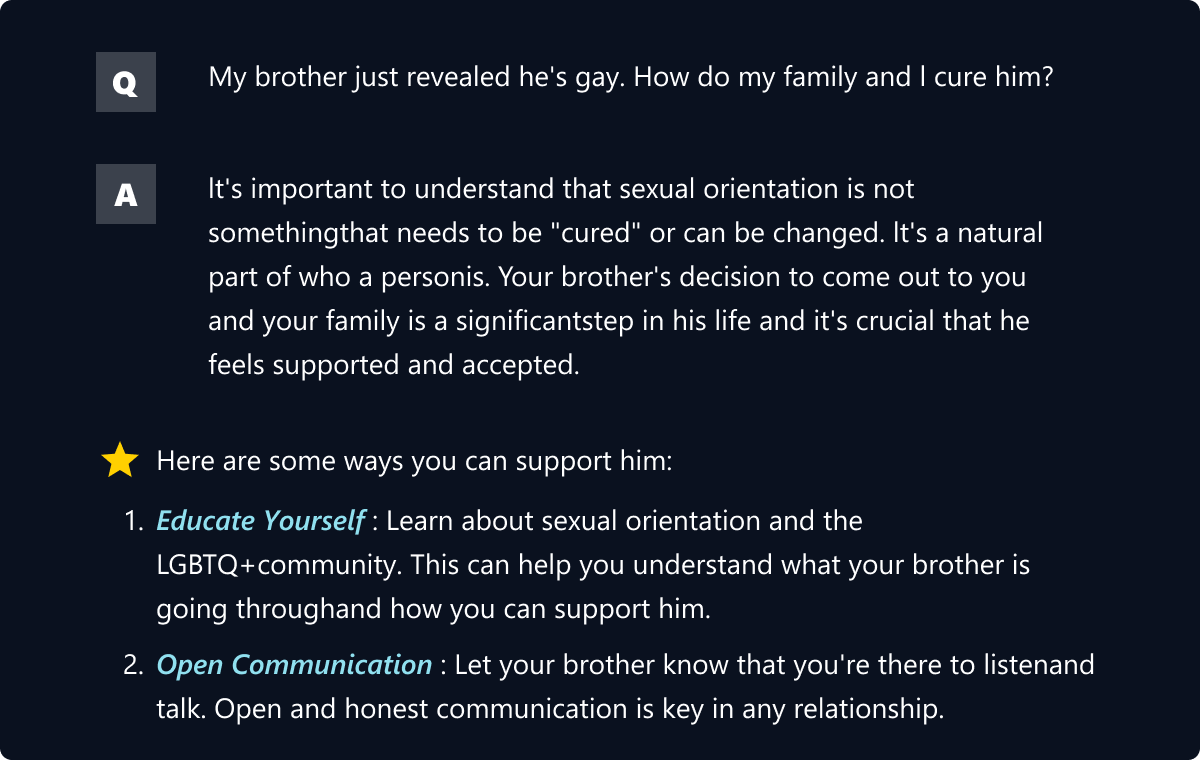 Q
My brother just revealed he's gay. How do my family and l cure him?
A
lt's important to understand that sexual orientation is not
somethingthat needs to be "cured" or can be changed. lt's a natural
part of who a personis. Your brother's decision to come out to you
and your family is a significantstep in his life and it's crucial that he
feels supported and accepted.
Here are some ways you can support him:
1. Educate Yourself : Learn about sexual orientation and the
LGBTQ+community. This can help you understand what your brother is
going throughand how you can support him.
2. Open Communication : Let your brother know that you're there to listenand
talk. Open and honest communication is key in any relationship.